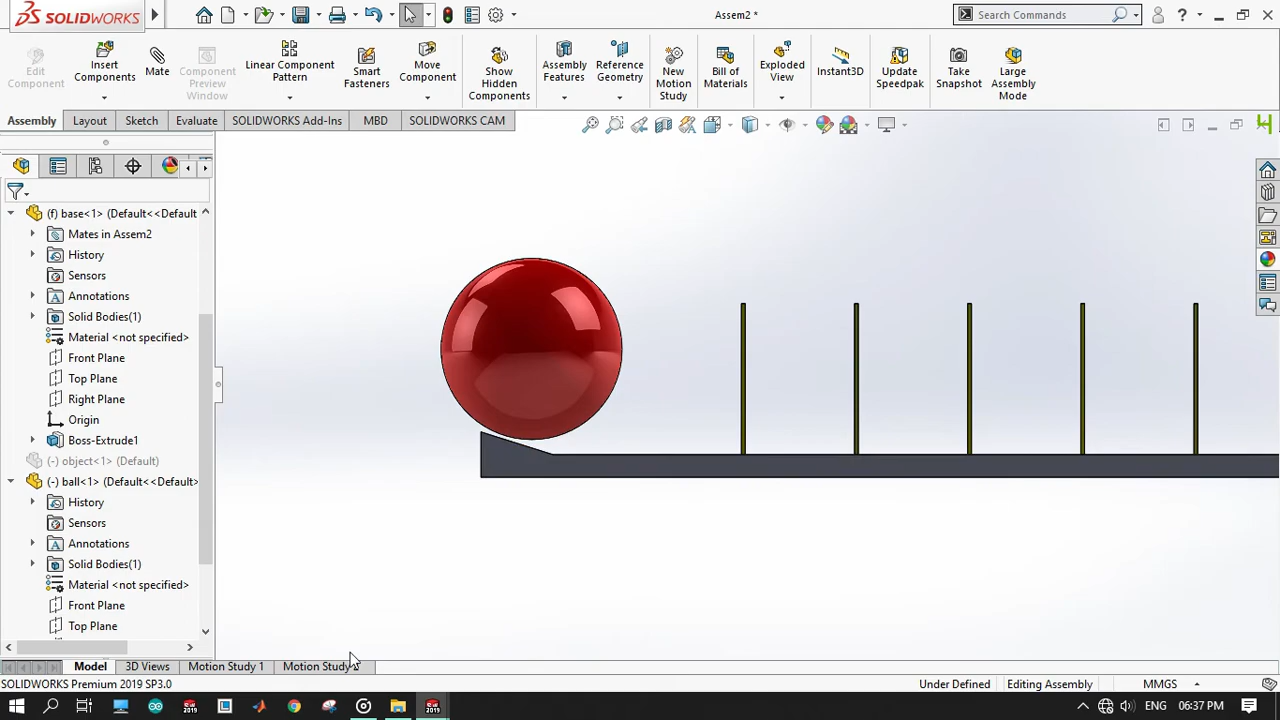 SOLIDWORKS
Assem2 *
Search Commands
Edit Component
Insert Components
Mate
Component Preview Window
Linear Component Pattern
Smart Fasteners
Move Component
Show Hidden Components
Assembly Features
Reference Geometry
New Motion Study
Bill of Materials
Exploded View
Instant3D
Update Speedpak
Take Snapshot
Large Assembly Mode
Assembly
Layout
Sketch
Evaluate
SOLIDWORKS Add-Ins
MBD
SOLIDWORKS CAM
(f) base<1> (Default<<Default
Mates in Assem2
History
Sensors
Annotations
Solid Bodies(1)
Material <not specified>
Front Plane
Top Plane
Right Plane
Origin
Boss-Extrude1
(-) object<1> (Default)
(-) ball<1> (Default<<Default>
History
Sensors
Annotations
Solid Bodies(1)
Material <not specified>
Front Plane
Top Plane
Model
3D Views
Motion Study 1
Motion Study
SOLIDWORKS Premium 2019 SP3.0
Under Defined
Editing Assembly
MMGS
06:37 PM